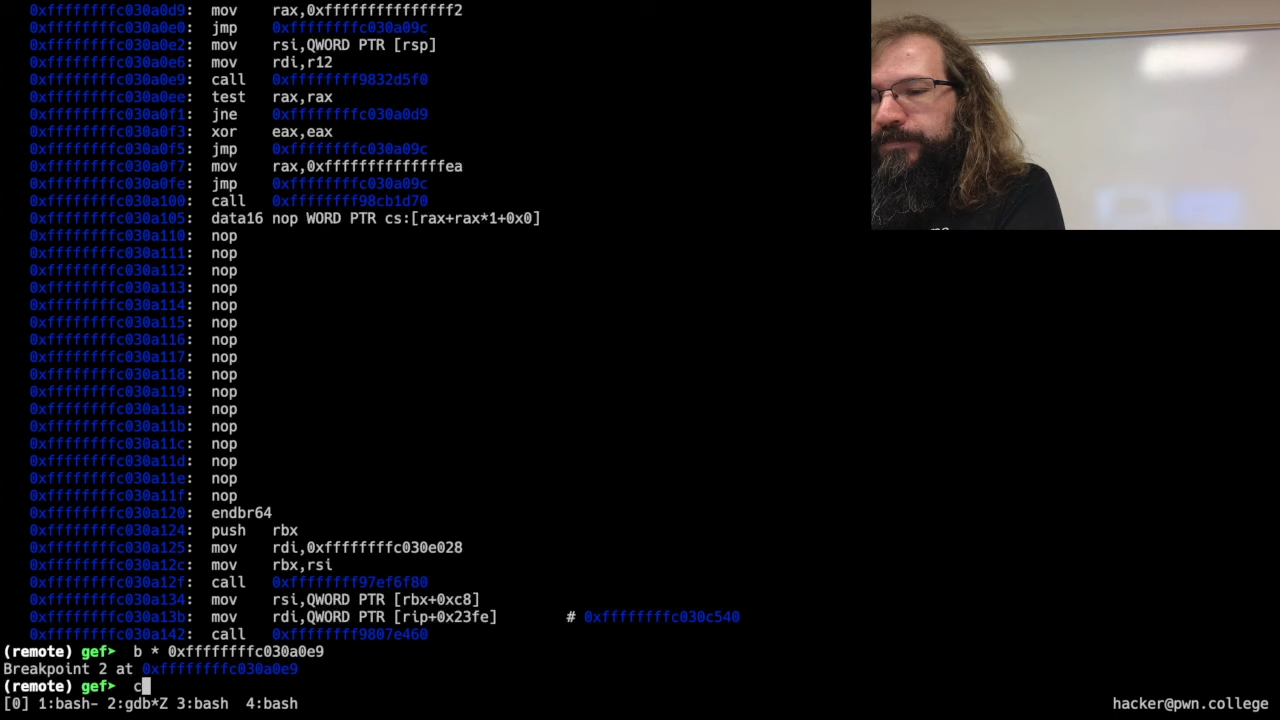 0xffffffffc030a0d9: mov rax,0xfffffffffffffff2
0xffffffffc030a0e0: jmp 0xffffffffc030a09c
0xffffffffc030a0e2: mov rsi,QWORD PTR [rsp]
0xffffffffc030a0e6: mov rdi,r12
0xffffffffc030a0e9: call 0xffffffff9832d5f0
0xffffffffc030a0ee: test rax,rax
0xffffffffc030a0f1: jne 0xffffffffc030a0d9
0xffffffffc030a0f3: xor eax,eax
0xffffffffc030a0f5: jmp 0xffffffffc030a09c
0xffffffffc030a0f7: mov rax,0xffffffffffffffea
0xffffffffc030a0fe: jmp 0xffffffffc030a09c
0xffffffffc030a100: call 0xffffffff98cb1d70
0xffffffffc030a105: data16 nop WORD PTR cs:[rax+rax*1+0x0]
0xffffffffc030a110: nop
0xffffffffc030a111: nop
0xffffffffc030a112: nop
0xffffffffc030a113: nop
0xffffffffc030a114: nop
0xffffffffc030a115: nop
0xffffffffc030a116: nop
0xffffffffc030a117: nop
0xffffffffc030a118: nop
0xffffffffc030a119: nop
0xffffffffc030a11a: nop
0xffffffffc030a11b: nop
0xffffffffc030a11c: nop
0xffffffffc030a11d: nop
0xffffffffc030a11e: nop
0xffffffffc030a11f: nop
0xffffffffc030a120: endbr64
0xffffffffc030a124: push rbx
0xffffffffc030a125: mov rdi,0xffffffffc030e028
0xffffffffc030a12c: mov rbx,rsi
0xffffffffc030a12f: call 0xffffffff97ef6f80
0xffffffffc030a134: mov rsi,QWORD PTR [rbx+0xc8]
0xffffffffc030a13b: mov rdi,QWORD PTR [rip+0x23fe] # 0xffffffffc030c540
0xffffffffc030a142: call 0xffffffff9807e460
(remote) gef➤ b * 0xffffffffc030a0e9
Breakpoint 2 at 0xffffffffc030a0e9
(remote) gef➤ c
[0] 1:bash- 2:gdb*Z 3:bash 4:bash hacker@pwn.college